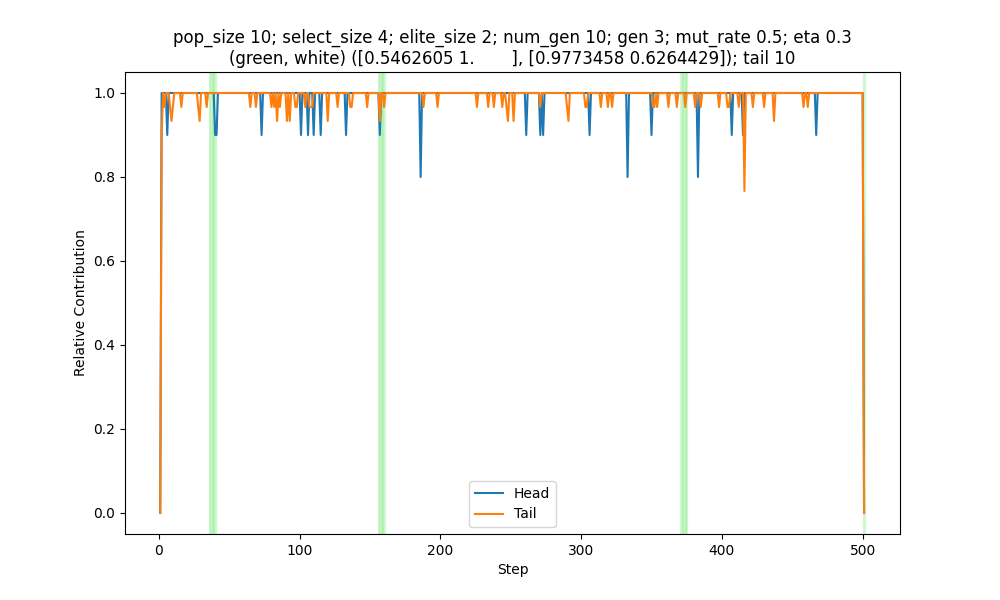 pop_size 10; select_size 4; elite_size 2; num_gen 10; gen 3; mut_rate 0.5; eta 0.3
(green, white) ([0.5462605 1.       ], [0.9773458 0.6264429]); tail 10
1.0
0.8
0.6
0.4
0.2
0.0
Relative Contribution
Head
Tail
0
100
200
300
400
500
Step